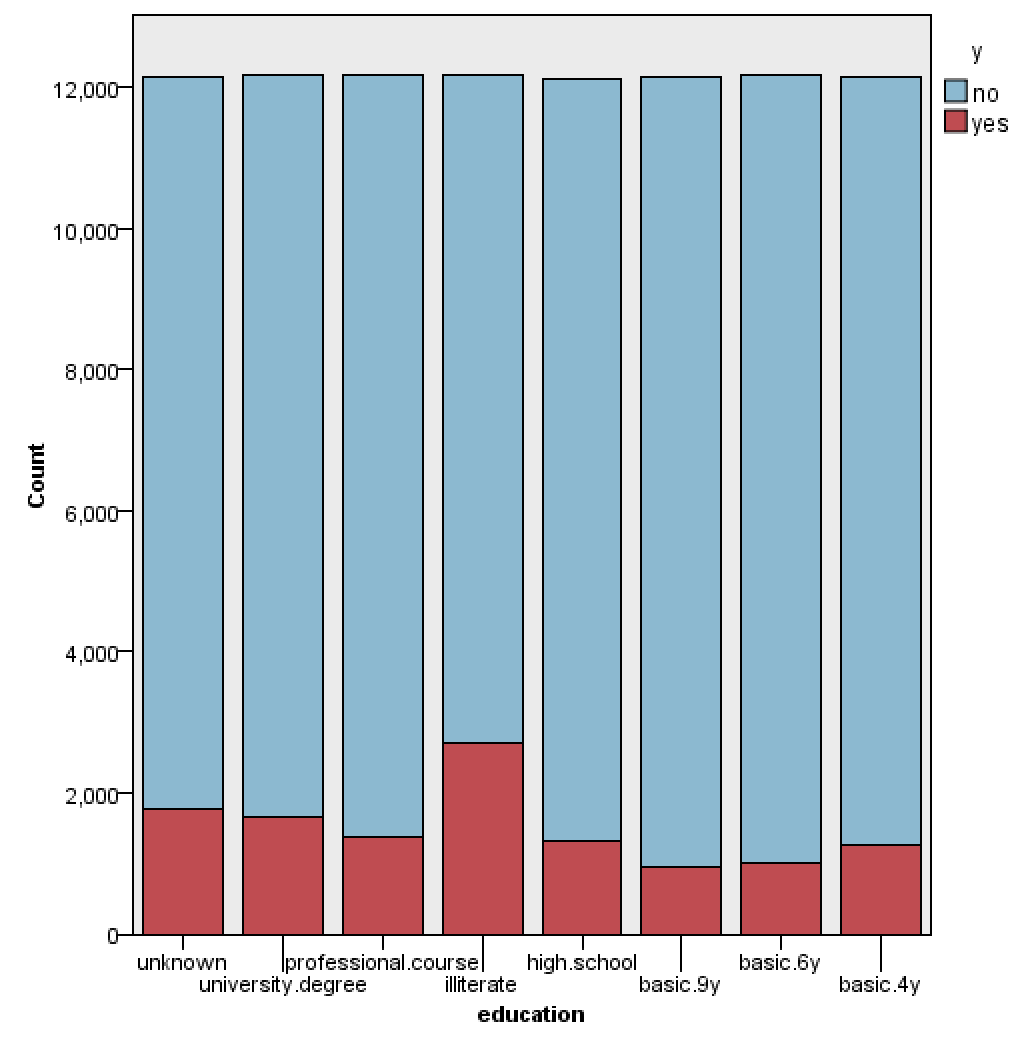 y
no
yes
12,000
10,000
8,000
6,000
4,000
2,000
0
Count
unknown
professional.course
high.school
basic.6y
university.degree
illiterate
basic.9y
basic.4y
education